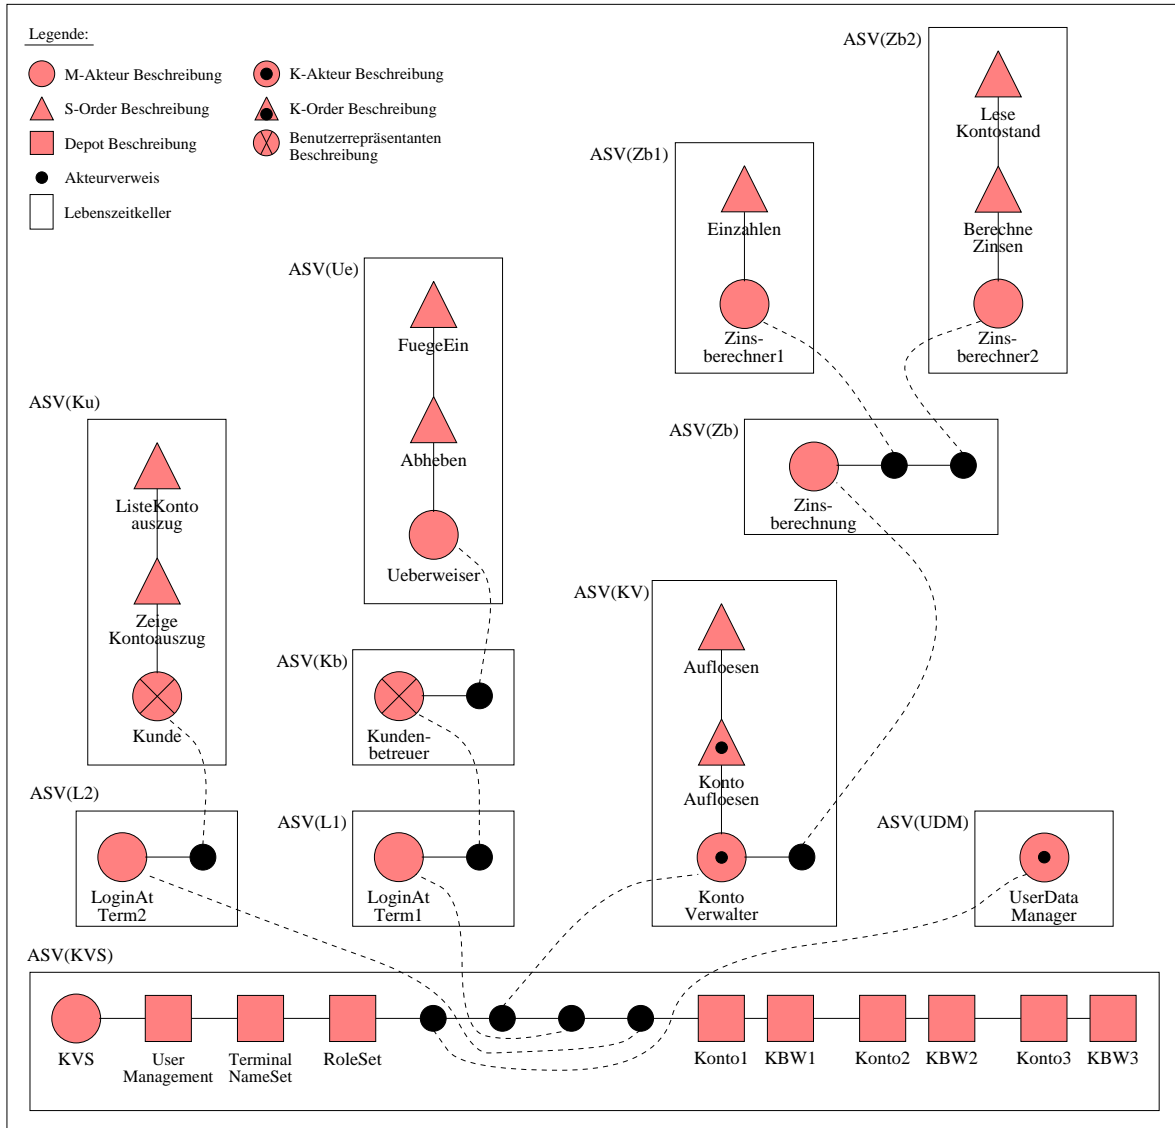 Legende:
M-Akteur Beschreibung
K-Akteur Beschreibung
S-Order Beschreibung
K-Order Beschreibung
Depot Beschreibung
Benutzerrepräsentanten
Beschreibung
Akteurverweis
Lebenszeitkeller
ASV(Zb2)
Lese
Kontostand
Berechne
Zinsen
Zins-
berechner2
ASV(Zb1)
Einzahlen
Zins-
berechner1
ASV(Ue)
FuegeEin
Abheben
Ueberweiser
ASV(Ku)
ListeKonto
auszug
Zeige
Kontoauszug
Kunde
ASV(Zb)
Zins-
berechnung
ASV(KV)
Aufloesen
Konto
Aufloesen
Konto
Verwalter
ASV(Kb)
Kunden-
betreuer
ASV(L2)
LoginAt
Term2
ASV(L1)
LoginAt
Term1
ASV(UDM)
UserData
Manager
ASV(KVS)
KVS
User
Management
Terminal
NameSet
RoleSet
Konto1
KBW1
Konto2
KBW2
Konto3
KBW3